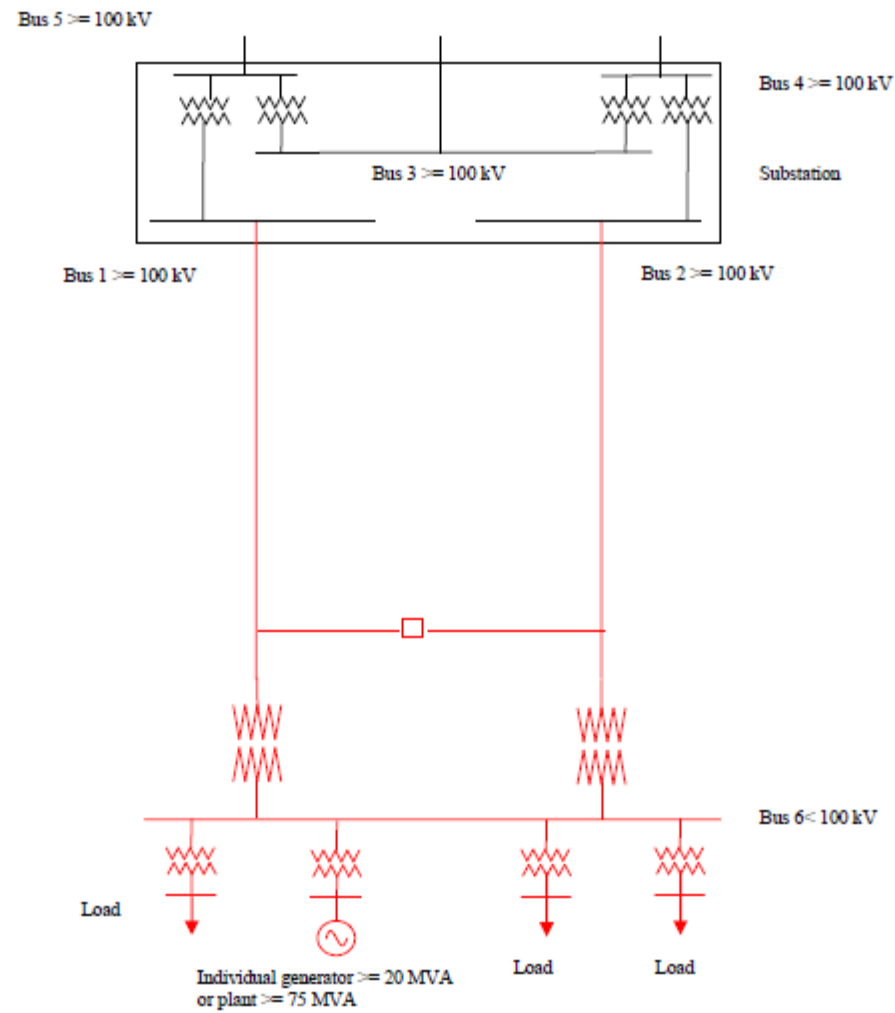 Bus 5 >= 100 kV
Bus 4 >= 100 kV
Bus 3 >= 100 kV
Substation
Bus 1 >= 100 kV
Bus 2 >= 100 kV
Bus 6< 100 kV
Load
Individual generator >= 20 MVA
or plant >= 75 MVA
Load
Load